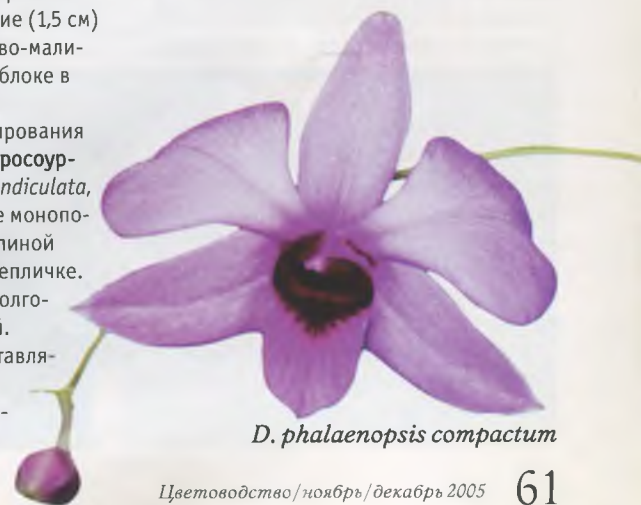 ие (1,5 см)
во-мали-
блоке в
ирования
росоур-
ndiculata,
е монопо-
линой
епличке.
олго-
й.
тавля-
-
D. phalaenopsis compactum
Цветоводство/ноябрь/декабрь 2005 61